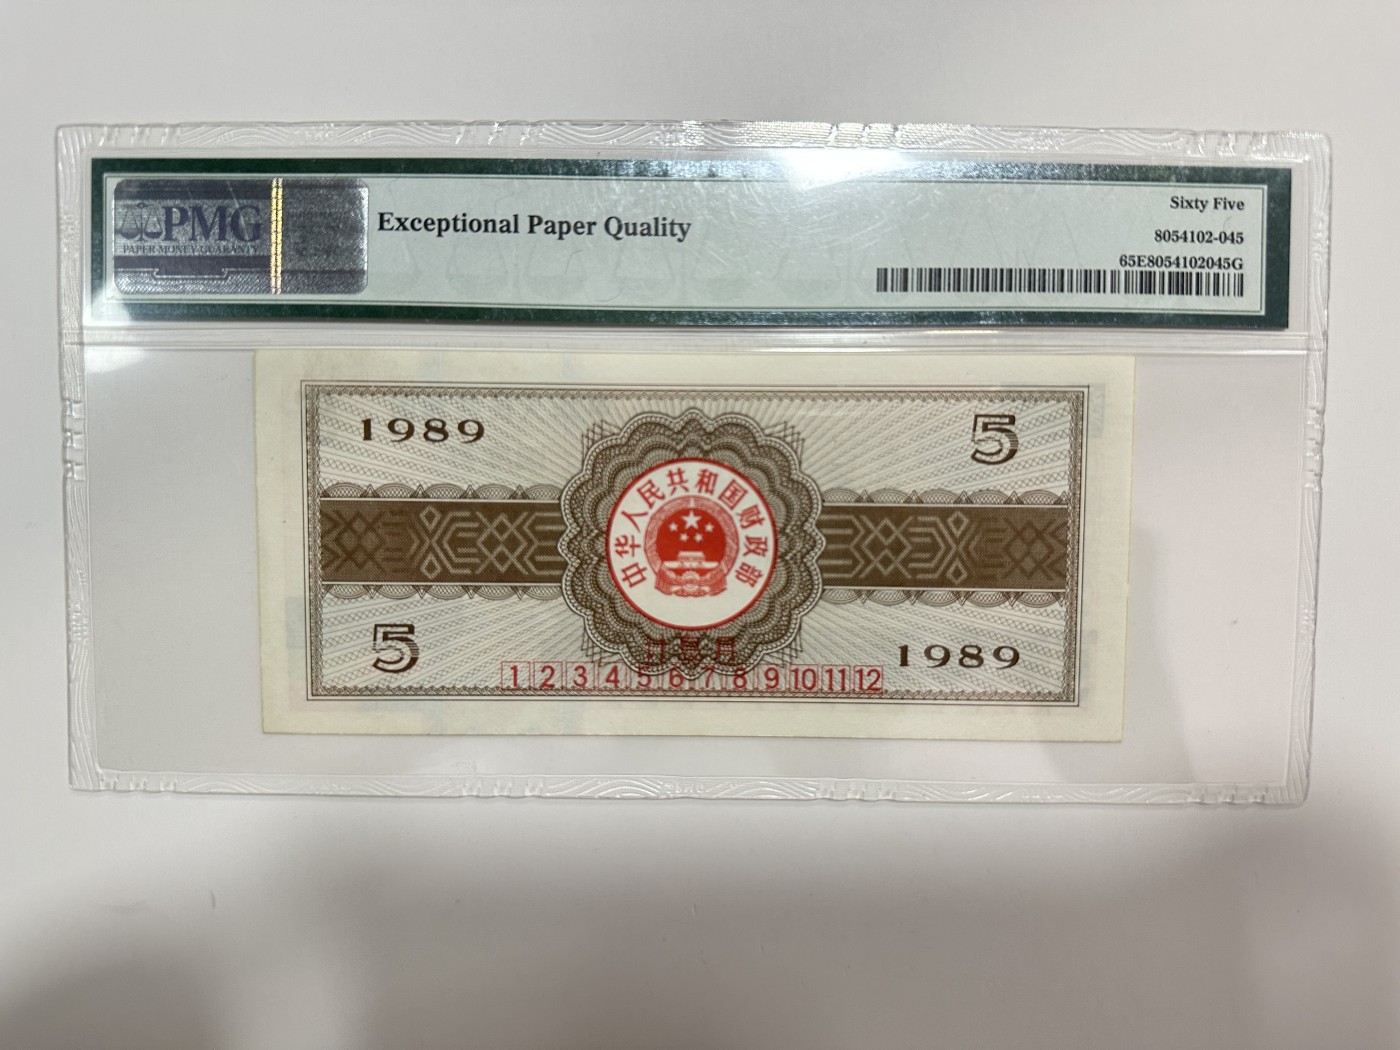 PMG
PAPER MONEY GUARANTY
Exceptional Paper Quality
Sixty Five
8054102-045
65E8054102045G
1989
5
中华人民共和国财政部
5
1989
1 2 3 4 5 6 7 8 9 10 11 12